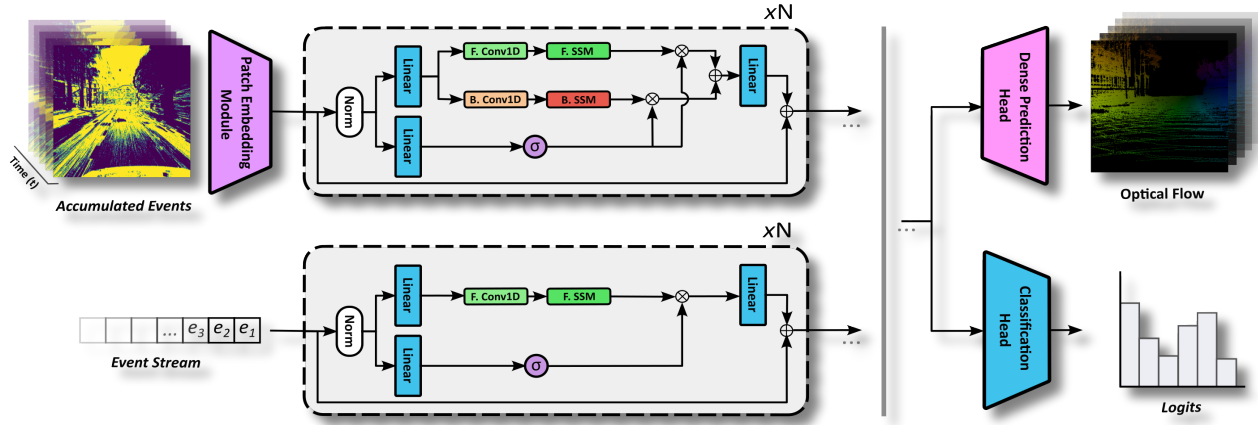 Time (t)
Accumulated Events
Patch Embedding
Module
xN
Norm
Linear
Linear
F. Conv1D
F. SSM
B. Conv1D
B. SSM
σ
Linear
...
xN
... e3 e2 e1
Event Stream
Norm
Linear
Linear
F. Conv1D
F. SSM
σ
Linear
...
...
Dense Prediction
Head
Optical Flow
Classification
Head
Logits